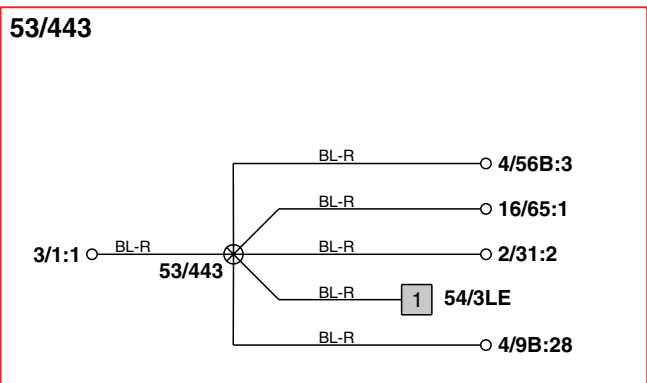 53/443
BL-R
4/56B:3
BL-R
16/65:1
3/1:1
BL-R
53/443
BL-R
2/31:2
BL-R
1
54/3LE
BL-R
4/9B:28